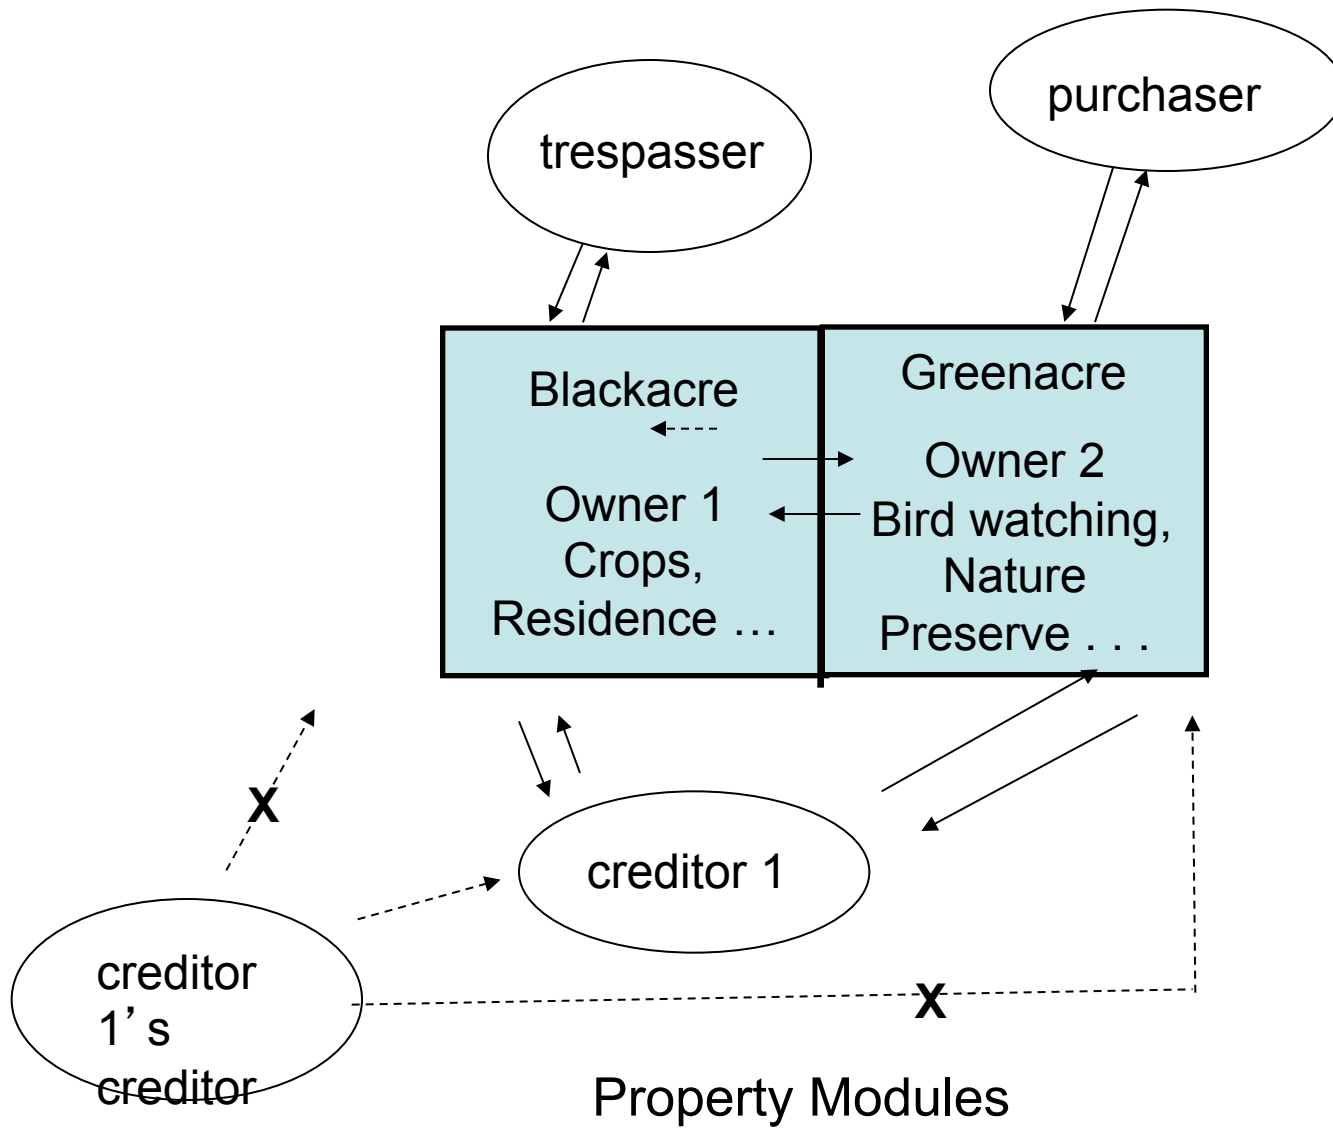 purchaser
trespasser
Blackacre
Owner 1
Crops,
Residence …
Greenacre
Owner 2
Bird watching,
Nature
Preserve . . .
X
creditor 1
creditor
1’ s
creditor
X
Property Modules